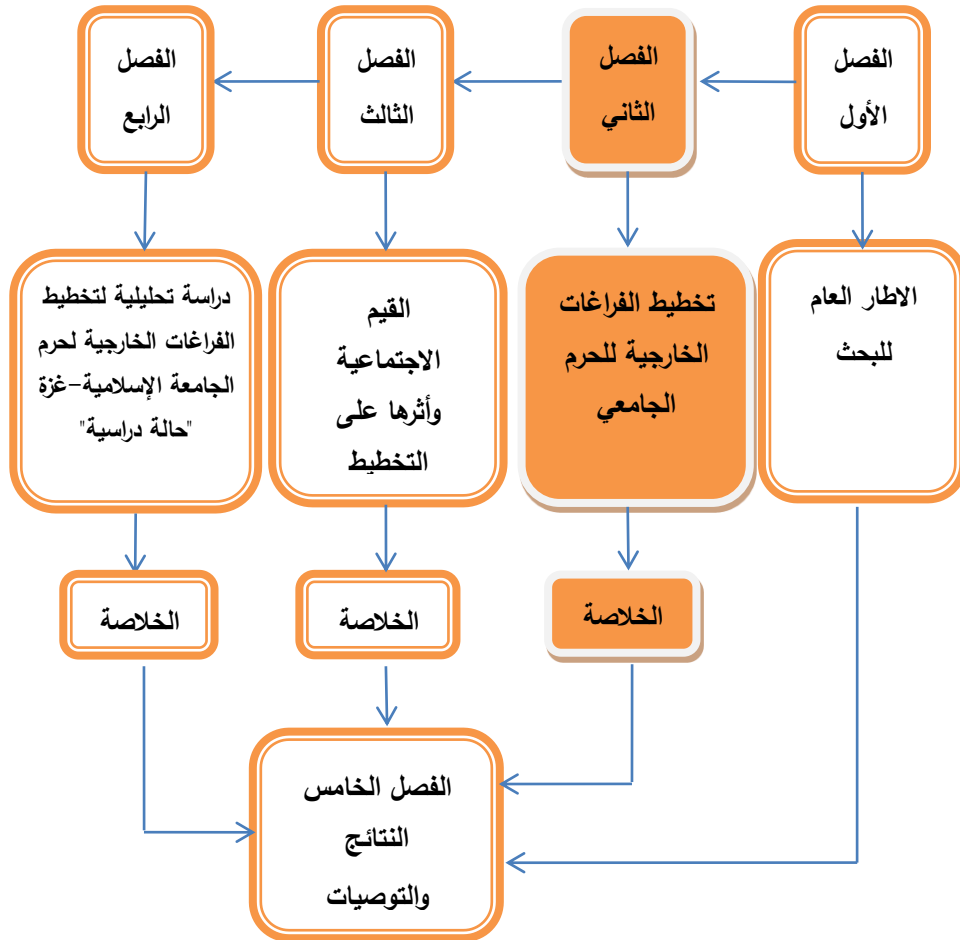 الفصل
الأول
الفصل
الثاني
الفصل
الثالث
الفصل
الرابع
الاطار العام
للبحث
تخطيط الفراغات
الخارجية للحرم
الجامعي
القيم
الاجتماعية
وأثرها على
التخطيط
دراسة تحليلية لتخطيط
الفراغات الخارجية لحرم
الجامعة الإسلامية-غزة
"حالة دراسية"
الخلاصة
الخلاصة
الخلاصة
الفصل الخامس
النتائج
والتوصيات